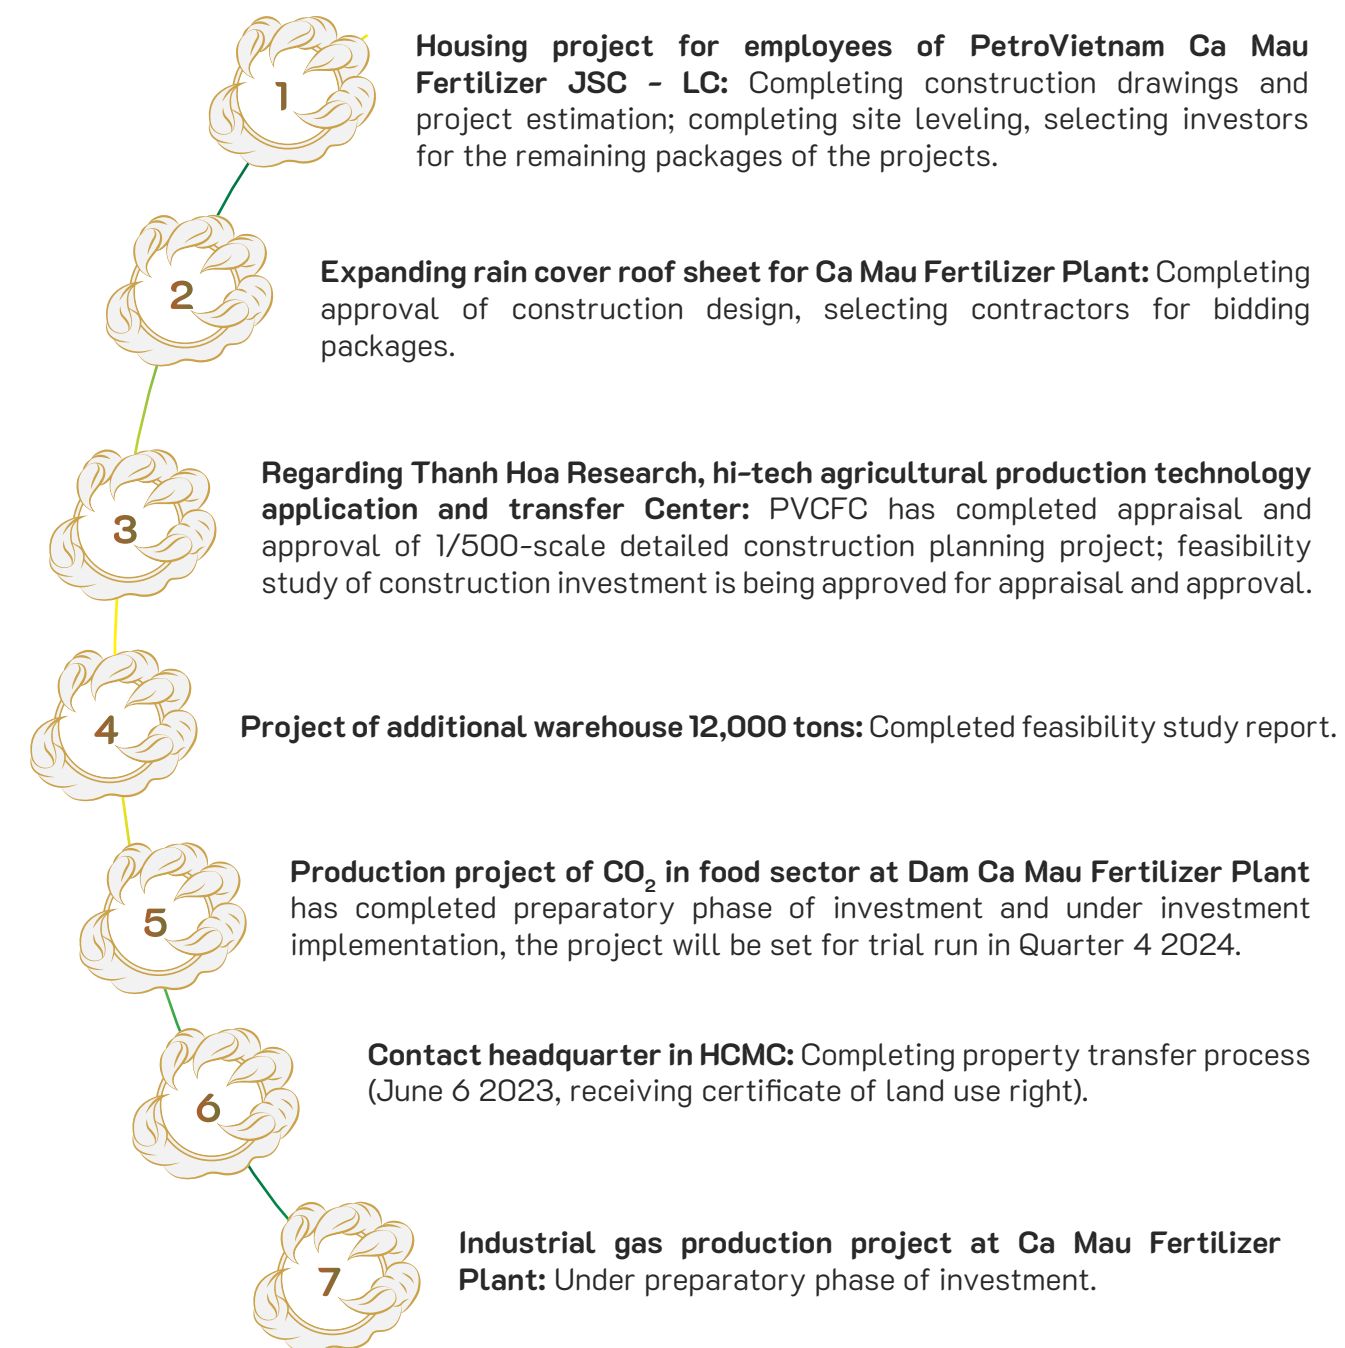 1
Housing project for employees of PetroVietnam Ca Mau
Fertilizer JSC - LC: Completing construction drawings and
project estimation; completing site leveling, selecting investors
for the remaining packages of the projects.
2
Expanding rain cover roof sheet for Ca Mau Fertilizer Plant: Completing
approval of construction design, selecting contractors for bidding
packages.
3
Regarding Thanh Hoa Research, hi-tech agricultural production technology
application and transfer Center: PVCFC has completed appraisal and
approval of 1/500-scale detailed construction planning project; feasibility
study of construction investment is being approved for appraisal and approval.
4
Project of additional warehouse 12,000 tons: Completed feasibility study report.
5
Production project of CO₂ in food sector at Dam Ca Mau Fertilizer Plant
has completed preparatory phase of investment and under investment
implementation, the project will be set for trial run in Quarter 4 2024.
6
Contact headquarter in HCMC: Completing property transfer process
(June 6 2023, receiving certificate of land use right).
7
Industrial gas production project at Ca Mau Fertilizer
Plant: Under preparatory phase of investment.